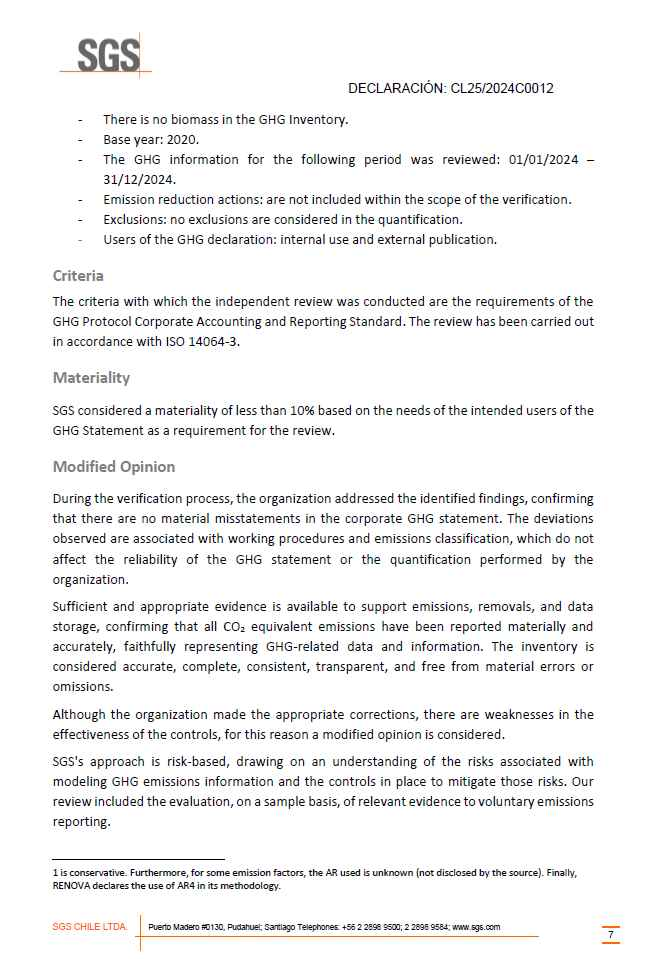 SGS
DECLARACIÓN: CL25/2024C0012
- There is no biomass in the GHG Inventory.
- Base year: 2020.
- The GHG information for the following period was reviewed: 01/01/2024 –
31/12/2024.
- Emission reduction actions: are not included within the scope of the verification.
- Exclusions: no exclusions are considered in the quantification.
- Users of the GHG declaration: internal use and external publication.
Criteria
The criteria with which the independent review was conducted are the requirements of the
GHG Protocol Corporate Accounting and Reporting Standard. The review has been carried out
in accordance with ISO 14064-3.
Materiality
SGS considered a materiality of less than 10% based on the needs of the intended users of the
GHG Statement as a requirement for the review.
Modified Opinion
During the verification process, the organization addressed the identified findings, confirming
that there are no material misstatements in the corporate GHG statement. The deviations
observed are associated with working procedures and emissions classification, which do not
affect the reliability of the GHG statement or the quantification performed by the
organization.
Sufficient and appropriate evidence is available to support emissions, removals, and data
storage, confirming that all CO₂ equivalent emissions have been reported materially and
accurately, faithfully representing GHG-related data and information. The inventory is
considered accurate, complete, consistent, transparent, and free from material errors or
omissions.
Although the organization made the appropriate corrections, there are weaknesses in the
effectiveness of the controls, for this reason a modified opinion is considered.
SGS's approach is risk-based, drawing on an understanding of the risks associated with
modeling GHG emissions information and the controls in place to mitigate those risks. Our
review included the evaluation, on a sample basis, of relevant evidence to voluntary emissions
reporting.
1 is conservative. Furthermore, for some emission factors, the AR used is unknown (not disclosed by the source). Finally,
RENOVA declares the use of AR4 in its methodology.
SGS CHILE LTDA. Puerto Madero #0130, Pudahuel; Santiago Telephones: +56 2 2898 9500; 2 2898 9584; www.sgs.com
7